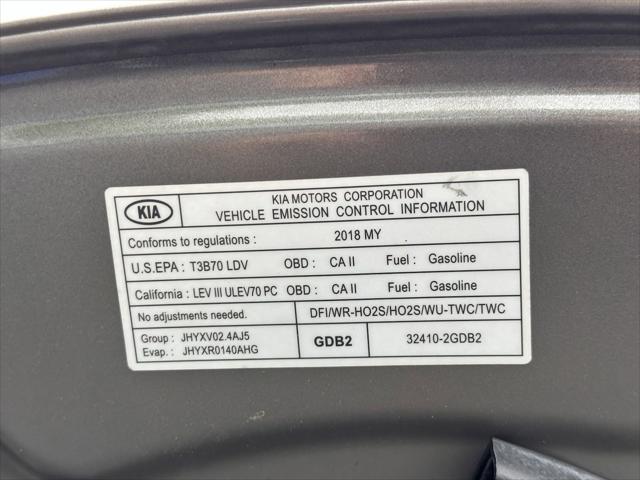 KIA
KIA MOTORS CORPORATION
VEHICLE EMISSION CONTROL INFORMATION
Conforms to regulations : 2018 MY
U.S.EPA : T3B70 LDV OBD : CA II Fuel : Gasoline
California : LEV III ULEV70 PC OBD : CA II Fuel : Gasoline
No adjustments needed. DFI/WR-HO2S/HO2S/WU-TWC/TWC
Group : JHYXV02.4AJ5
Evap. : JHYXR0140AHG
GDB2
32410-2GDB2